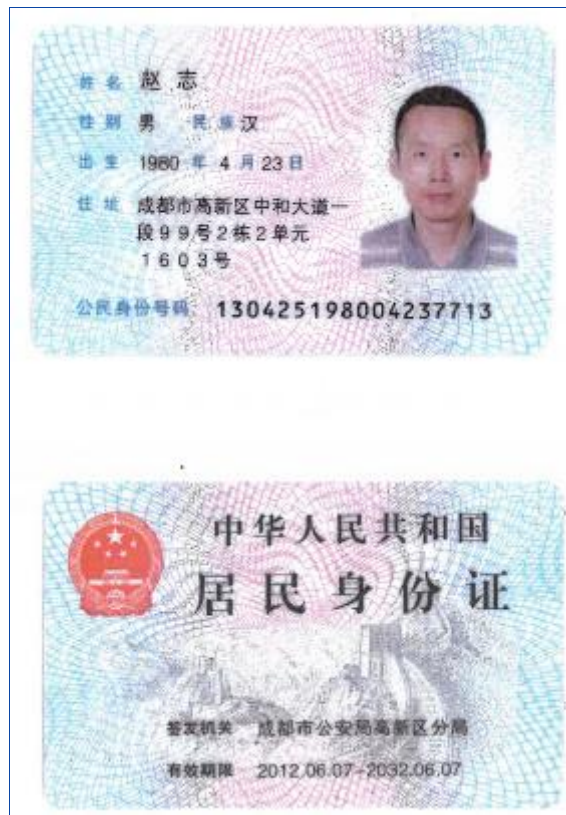 姓名 赵志
性别 男 民族 汉
出生 1980 年 4 月 23 日
住址 成都市高新区中和大道一
段99号2栋2单元
1603号
公民身份号码 130425198004237713
中华人民共和国
居民身份证
签发机关 成都市公安局高新区分局
有效期限 2012.06.07-2032.06.07